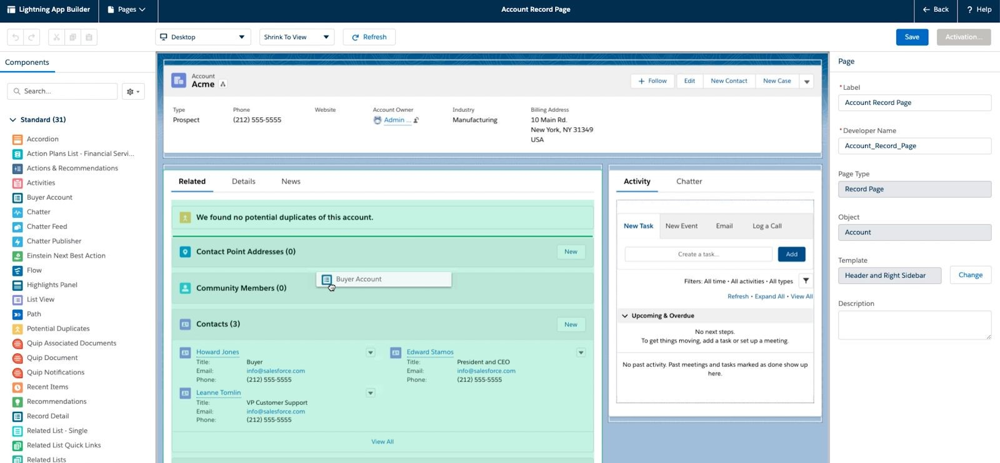 Lightning App Builder
Pages
Account Record Page
Back
? Help
Desktop
Shrink To View
Refresh
Save
Activation...
Components
Search...
Standard (31)
Accordion
Action Plans List - Financial Servi...
Actions & Recommendations
Activities
Buyer Account
Chatter
Chatter Feed
Chatter Publisher
Einstein Next Best Action
Flow
Highlights Panel
List View
Path
Potential Duplicates
Quip Associated Documents
Quip Document
Quip Notifications
Recent Items
Recommendations
Record Detail
Related List - Single
Related List Quick Links
Related Lists
Account
Acme
Follow
Edit
New Contact
New Case
Type
Prospect
Phone
(212) 555-5555
Website
Account Owner
Admin ...
Industry
Manufacturing
Billing Address
10 Main Rd.
New York, NY 31349
USA
Related
Details
News
We found no potential duplicates of this account.
Contact Point Addresses (0)
New
Buyer Account
Community Members (0)
Contacts (3)
New
Howard Jones
Title: Buyer
Email: info@salesforce.com
Phone: (212) 555-5555
Edward Stamos
Title: President and CEO
Email: info@salesforce.com
Phone: (212) 555-5555
Leanne Tomlin
Title: VP Customer Support
Email: info@salesforce.com
Phone: (212) 555-5555
View All
Activity
Chatter
New Task
New Event
Email
Log a Call
Create a task...
Add
Filters: All time • All activities • All types
Refresh • Expand All • View All
Upcoming & Overdue
No next steps.
To get things moving, add a task or set up a meeting.
No past activity. Past meetings and tasks marked as done show up
here.
Page
*Label
Account Record Page
*Developer Name
Account_Record_Page
Page Type
Record Page
Object
Account
Template
Header and Right Sidebar
Change
Description